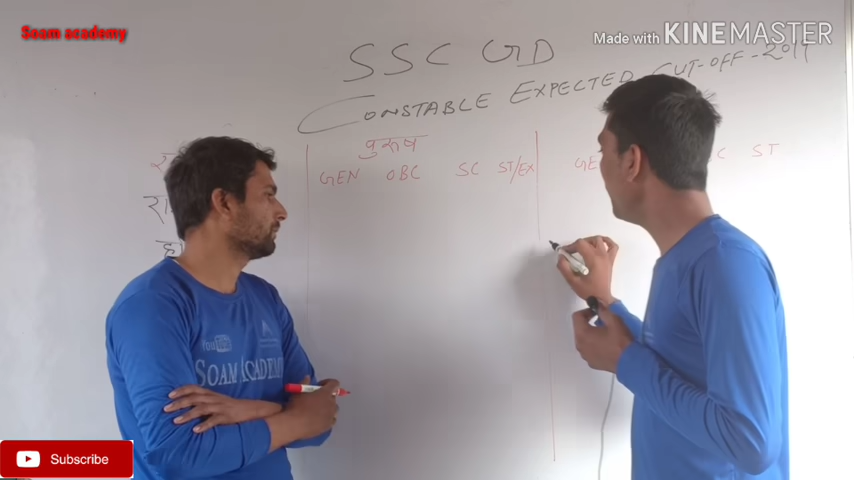 Soam academy
Made with KINEMASTER
SSC GD
CONSTABLE EXPECTED CUT-OFF-2019
पुरुष
GEN OBC SC ST/EX
ST
YouTube
SOAM ACADEMY
Subscribe